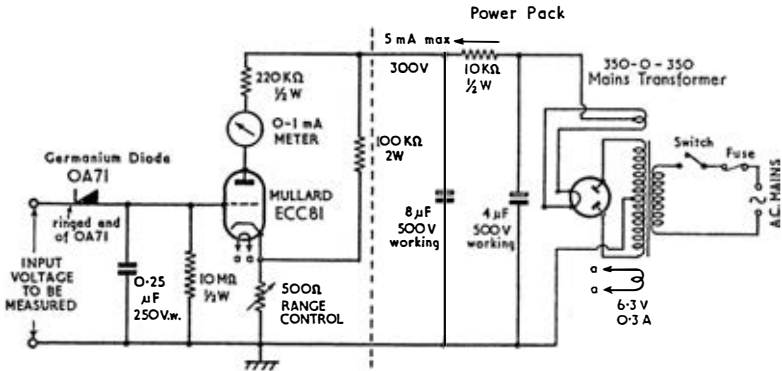 Power Pack
5 mA max
300V
10KΩ
½W
350-0-350
Mains Transformer
220KΩ
½W
0-1 mA
METER
100KΩ
2W
Switch
Fuse
A.C. MAINS
Germanium Diode
OA71
ringed end
of OA71
MULLARD
ECC81
a a
8µF
500V
working
4µF
500V
working
INPUT
VOLTAGE
TO BE
MEASURED
0·25
µF
250V.w.
10MΩ
½W
500Ω
RANGE
CONTROL
a
a
6·3V
0·3A